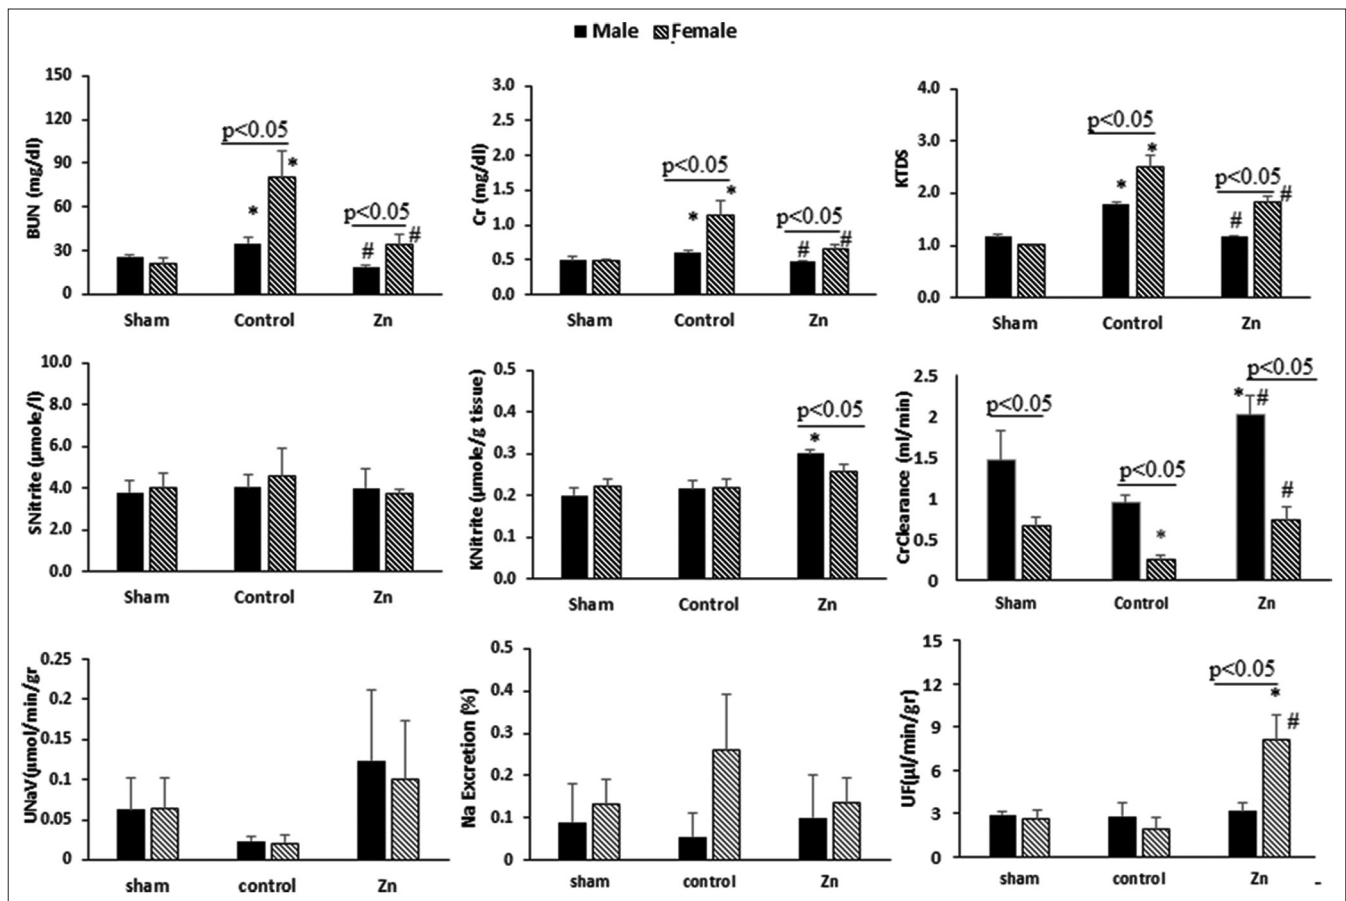 Male Female
BUN (mg/dl)
150
120
90
60
30
0
p<0.05
*
*
p<0.05
#
#
Sham Control Zn
Cr (mg/dl)
3.0
2.5
2.0
1.5
1.0
0.5
0.0
p<0.05
*
*
p<0.05
#
#
Sham Control Zn
KTDS
4.0
3.0
2.0
1.0
0.0
p<0.05
*
*
p<0.05
#
#
Sham Control Zn
SNitrite (µmole/l)
10.0
8.0
6.0
4.0
2.0
0.0
Sham Control Zn
KNitrite (µmole/g tissue)
0.5
0.4
0.3
0.2
0.1
0.0
p<0.05
*
Sham Control Zn
CrClearance (ml/min)
2.5
2
1.5
1
0.5
0
p<0.05
p<0.05
*
p<0.05
* #
#
Sham Control Zn
UNaV(µmol/min/gr
0.25
0.2
0.15
0.1
0.05
0
sham control Zn
Na Excretion (%)
0.5
0.4
0.3
0.2
0.1
0
sham control Zn
UF(µl/min/gr)
15
12
9
6
3
0
p<0.05
*
#
sham control Zn